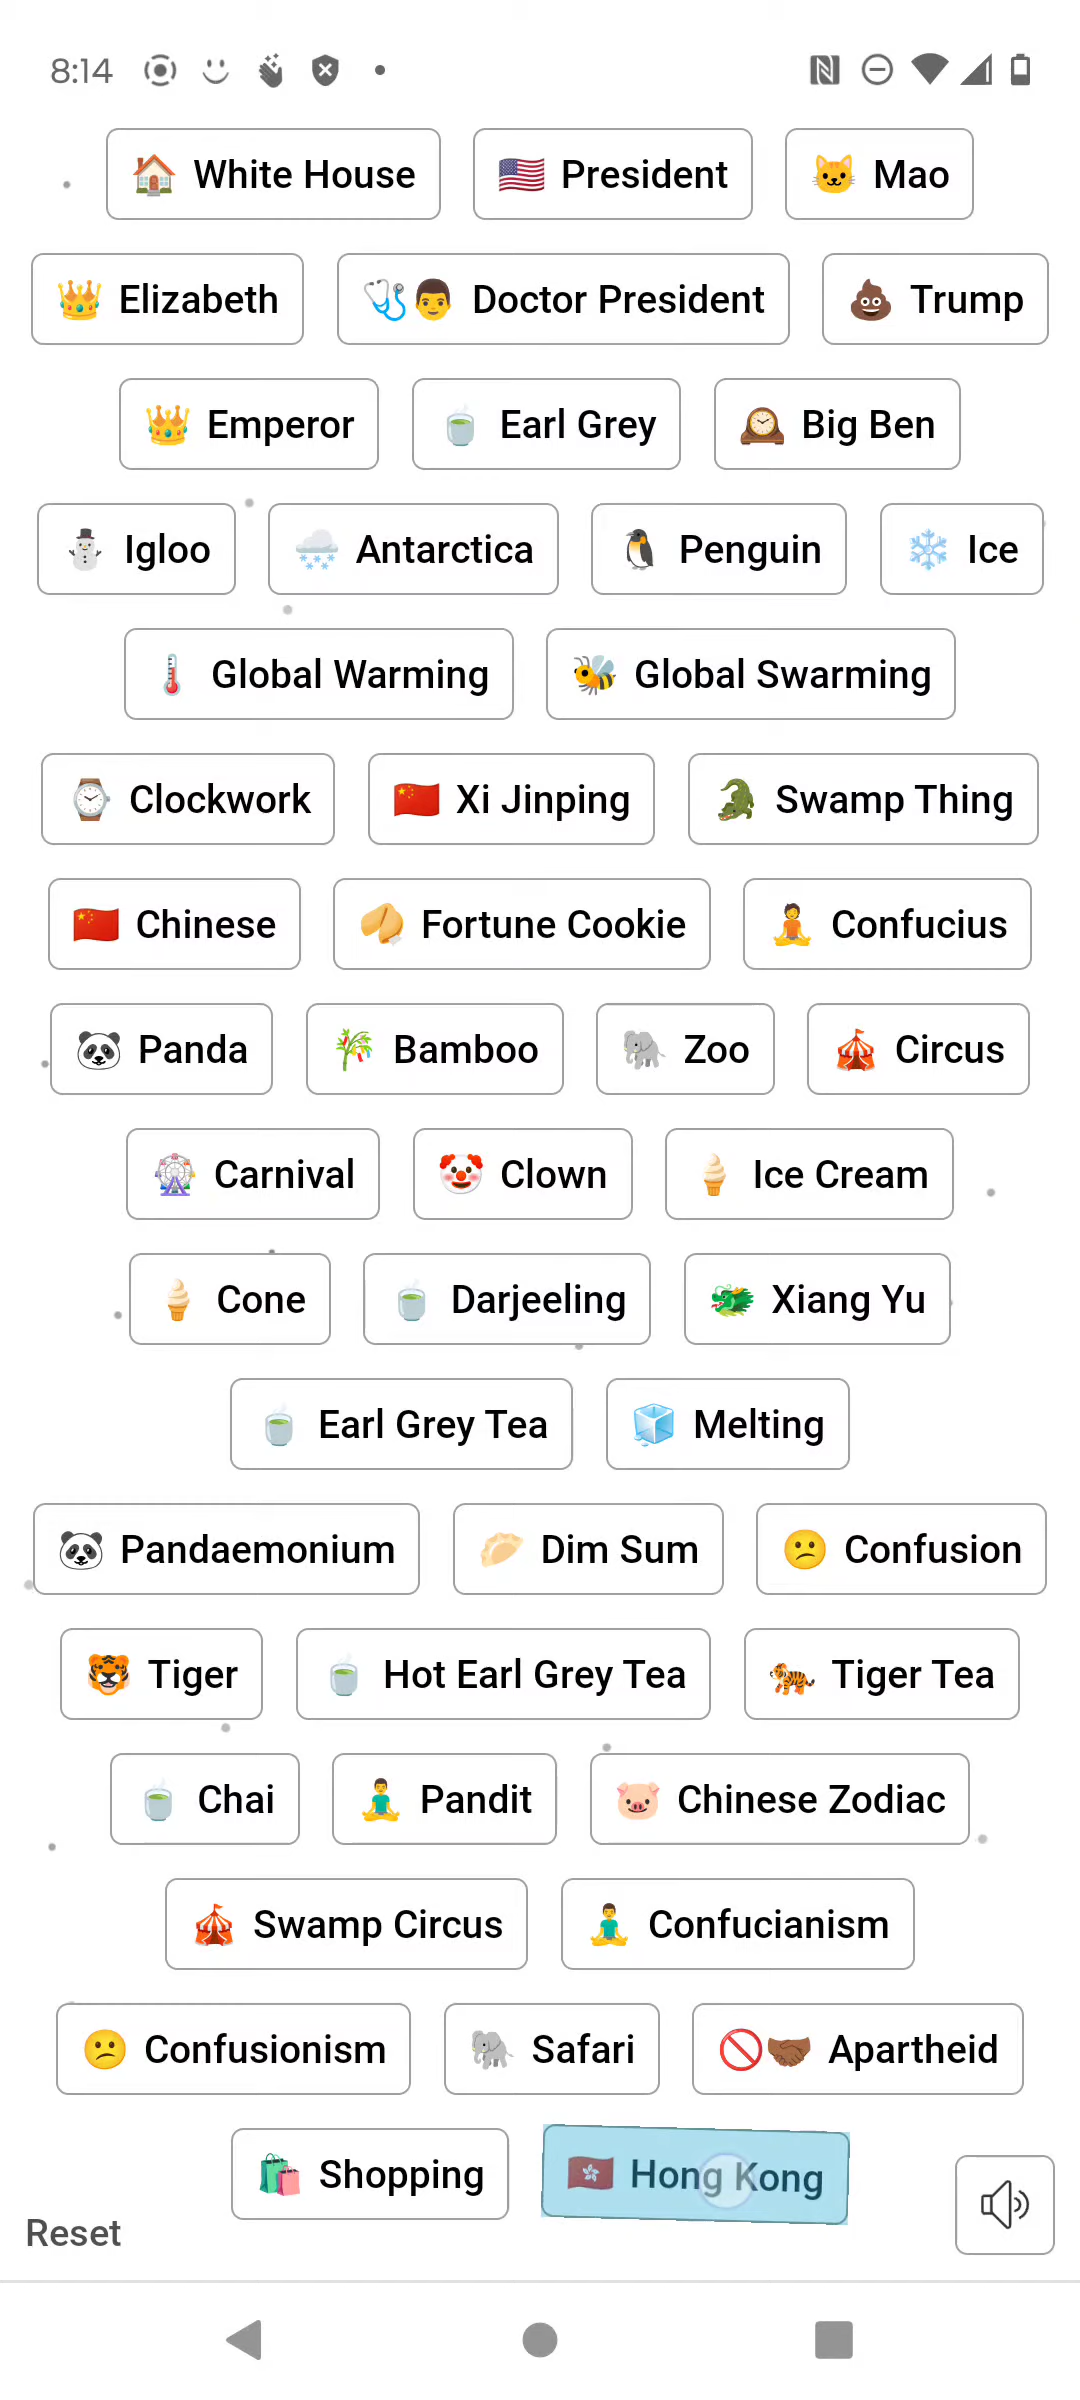 8:14
White House President Mao
Elizabeth Doctor President Trump
Emperor Earl Grey Big Ben
Igloo Antarctica Penguin Ice
Global Warming Global Swarming
Clockwork Xi Jinping Swamp Thing
Chinese Fortune Cookie Confucius
Panda Bamboo Zoo Circus
Carnival Clown Ice Cream
Cone Darjeeling Xiang Yu
Earl Grey Tea Melting
Pandaemonium Dim Sum Confusion
Tiger Hot Earl Grey Tea Tiger Tea
Chai Pandit Chinese Zodiac
Swamp Circus Confucianism
Confusionism Safari Apartheid
Shopping Hong Kong
Reset